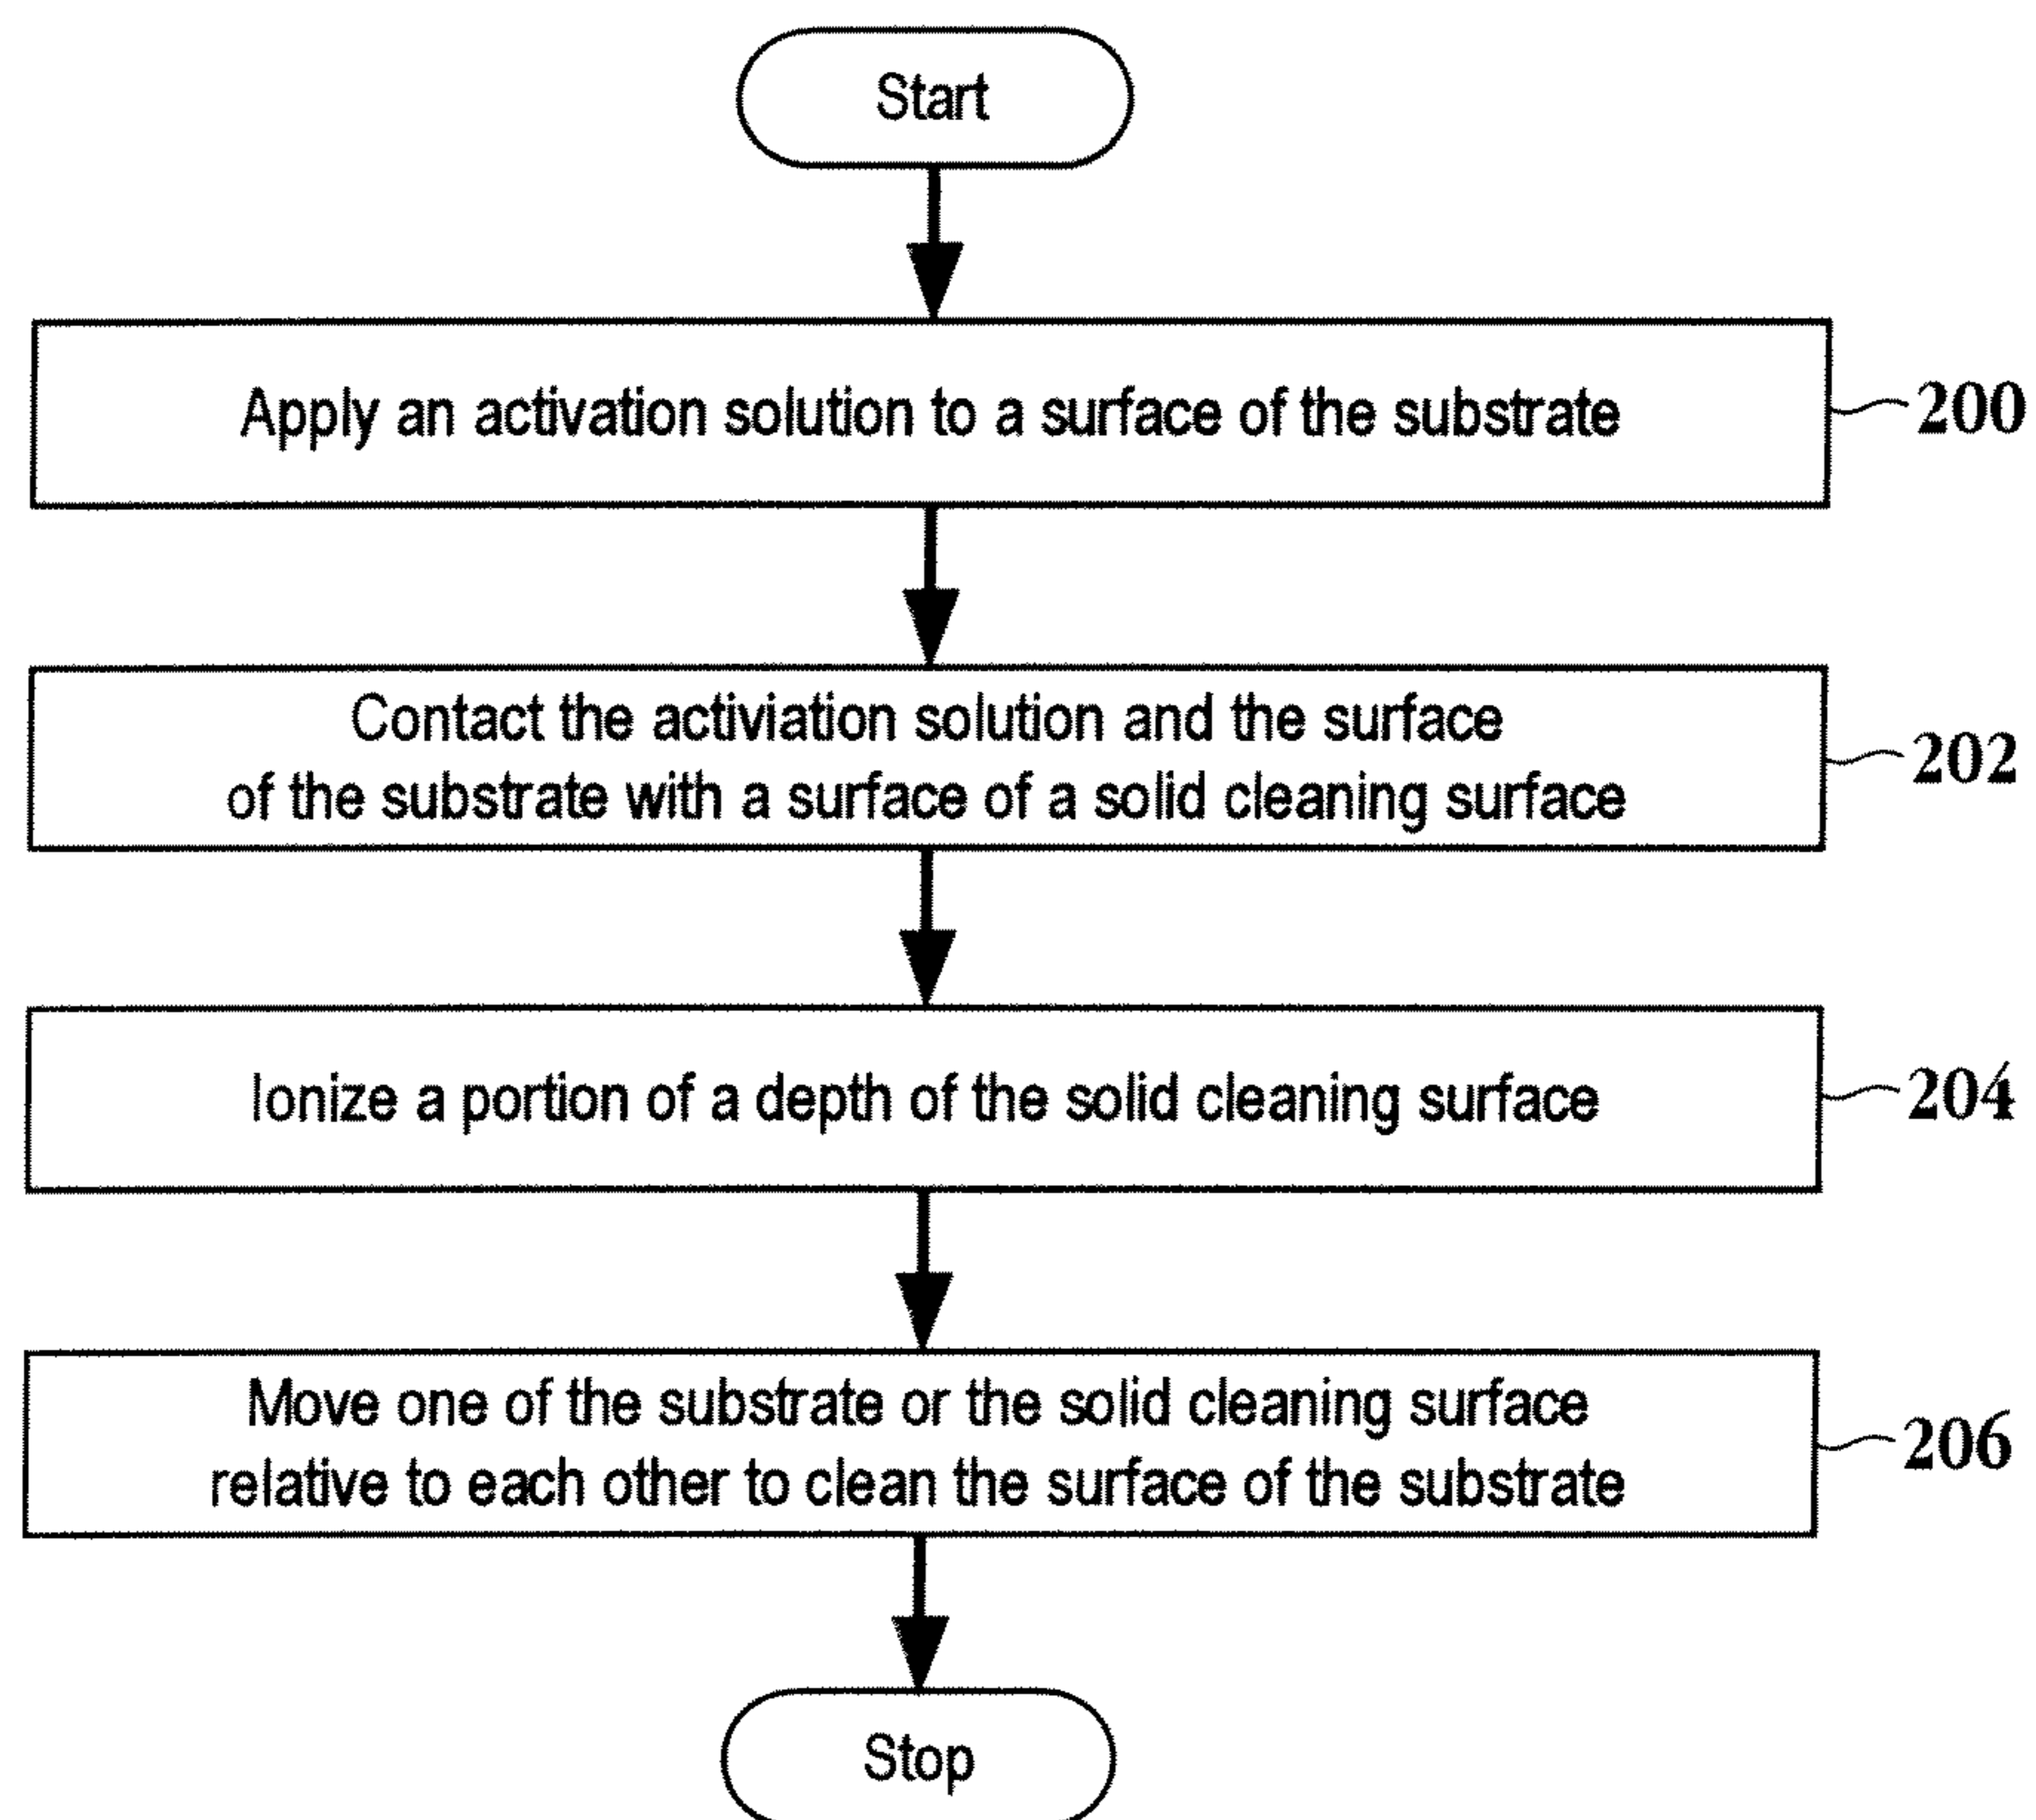 Start
Apply an activation solution to a surface of the substrate
200
Contact the activiation solution and the surface
of the substrate with a surface of a solid cleaning surface
202
Ionize a portion of a depth of the solid cleaning surface
204
Move one of the substrate or the solid cleaning surface
relative to each other to clean the surface of the substrate
206
Stop